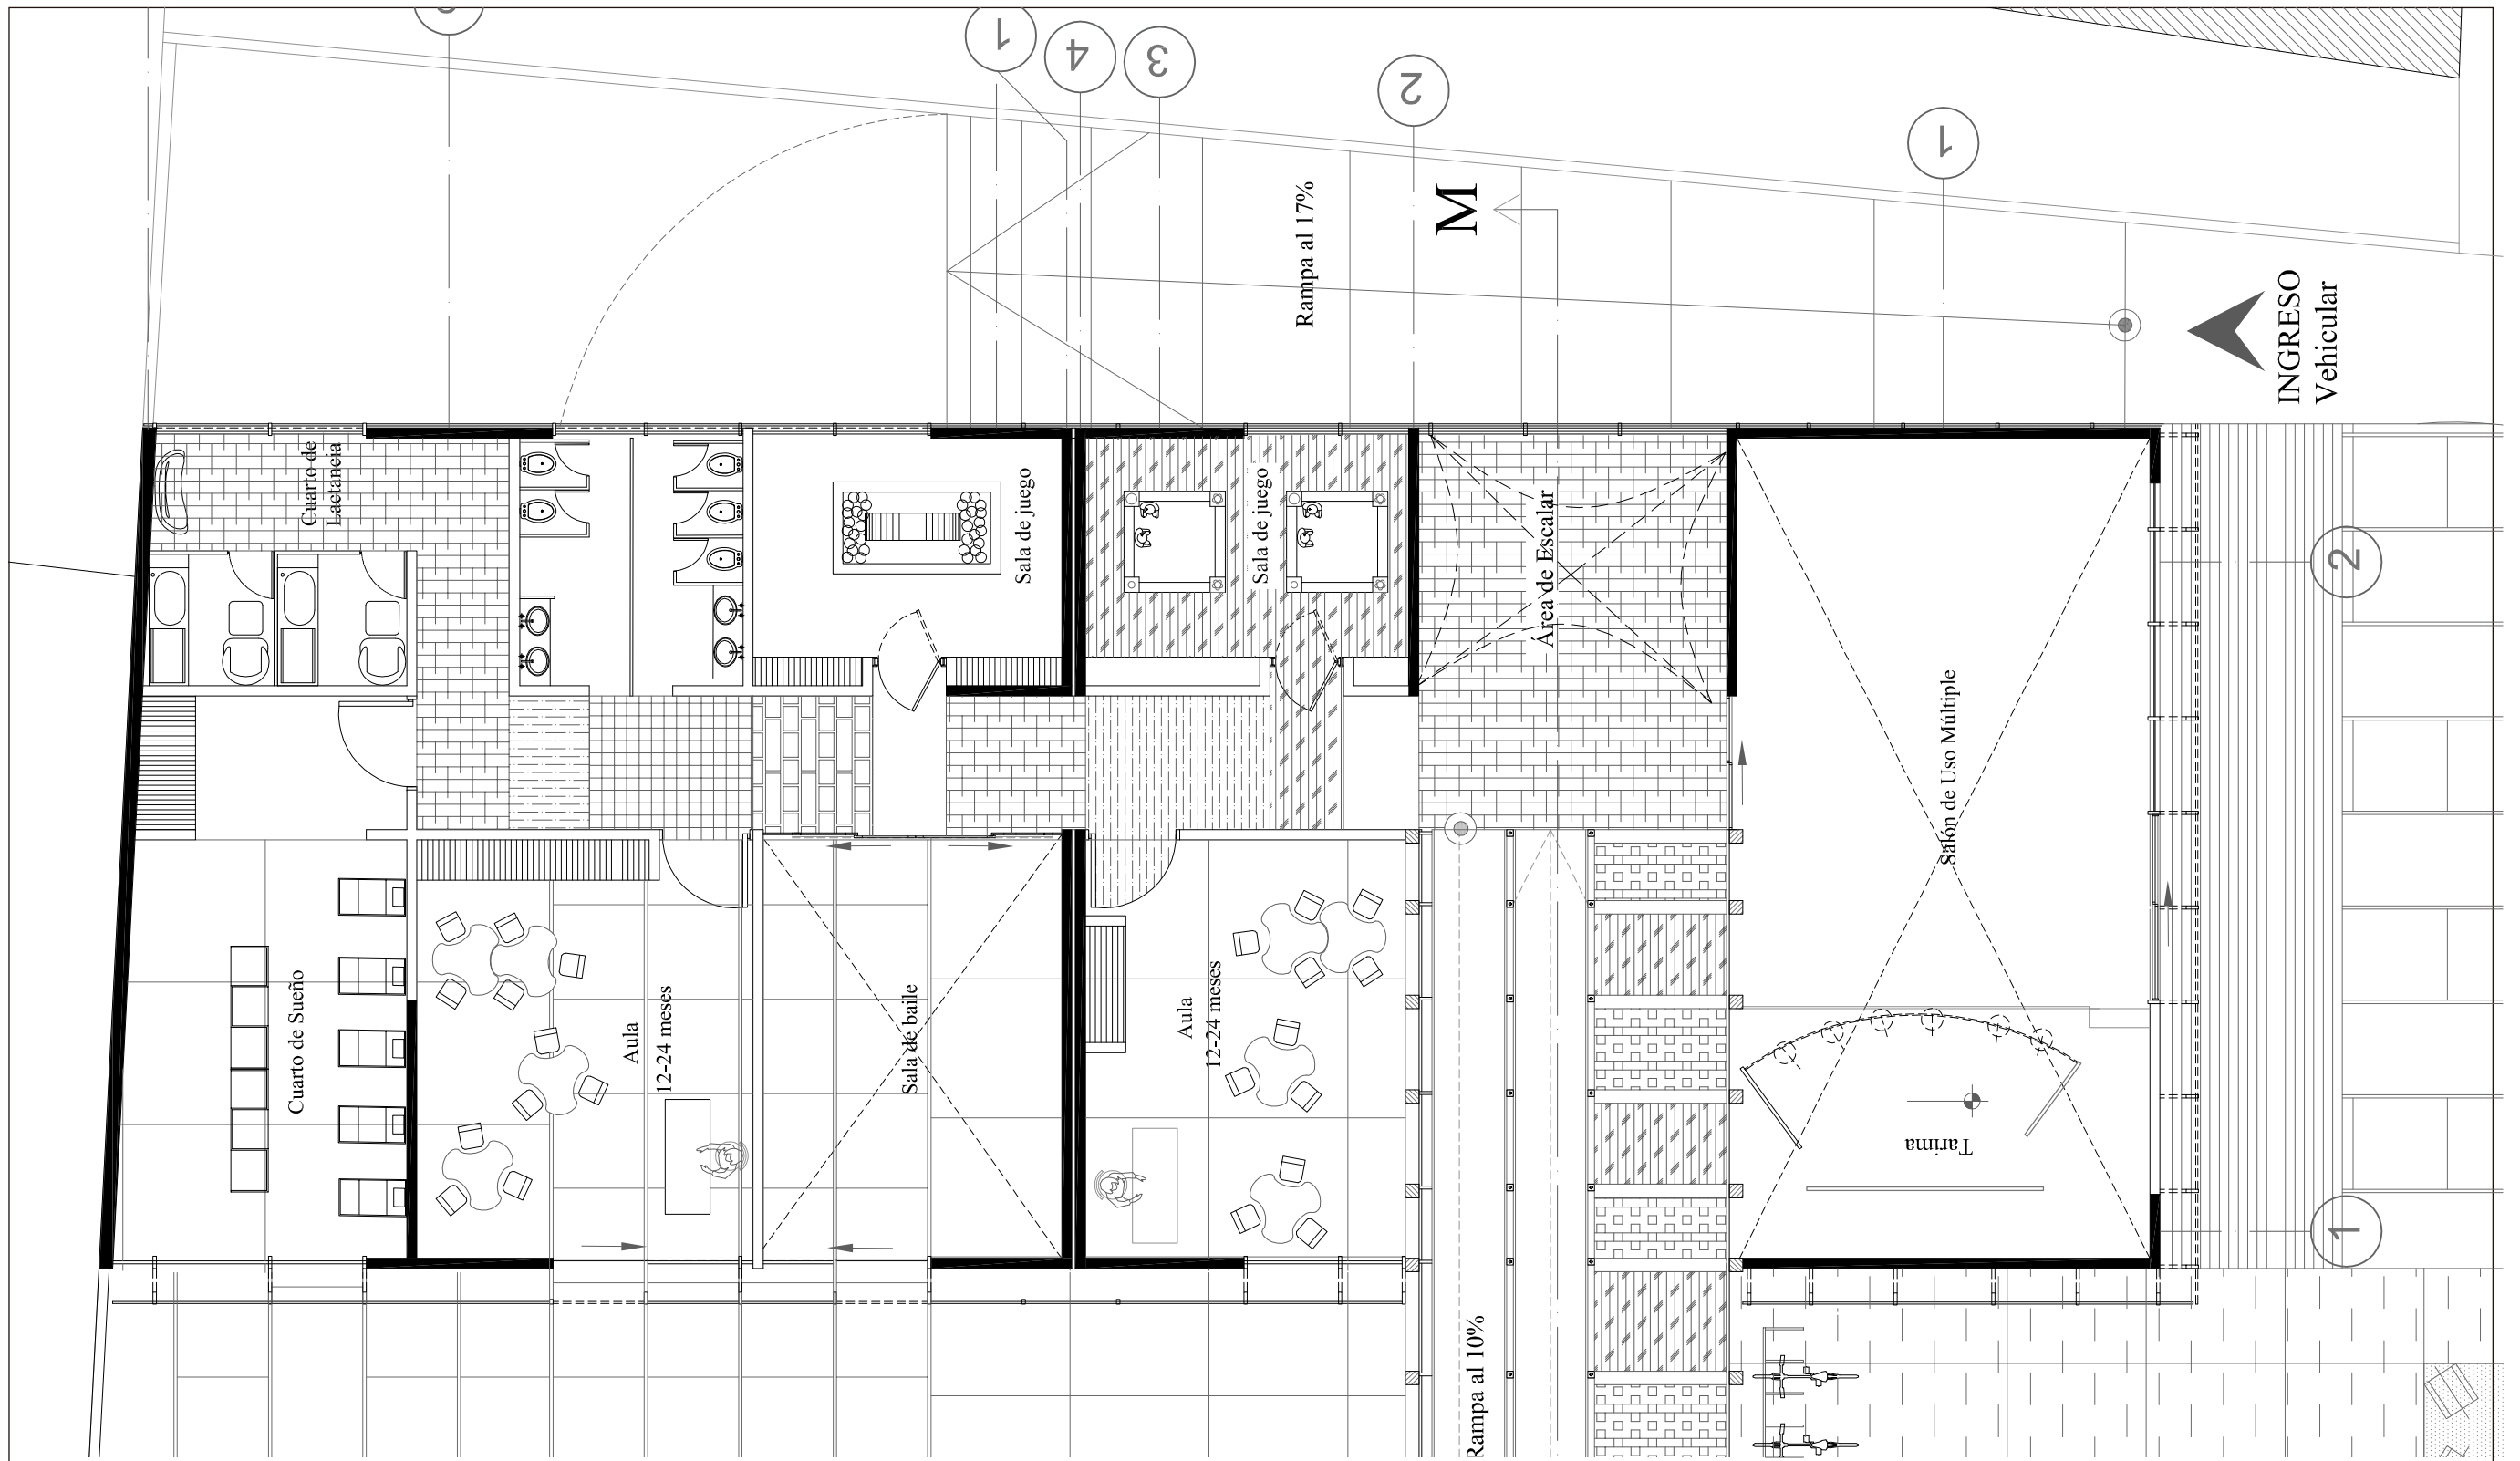 1
4
3
2
1
Rampa al 17%
M
INGRESO
Vehicular
Cuarto de
Lactancia
Sala de juego
Sala de juego
Área de Escalar
Salón de Uso Múltiple
2
Cuarto de Sueño
Aula
12-24 meses
Sala de baile
Aula
12-24 meses
Tarima
1
Rampa al 10%